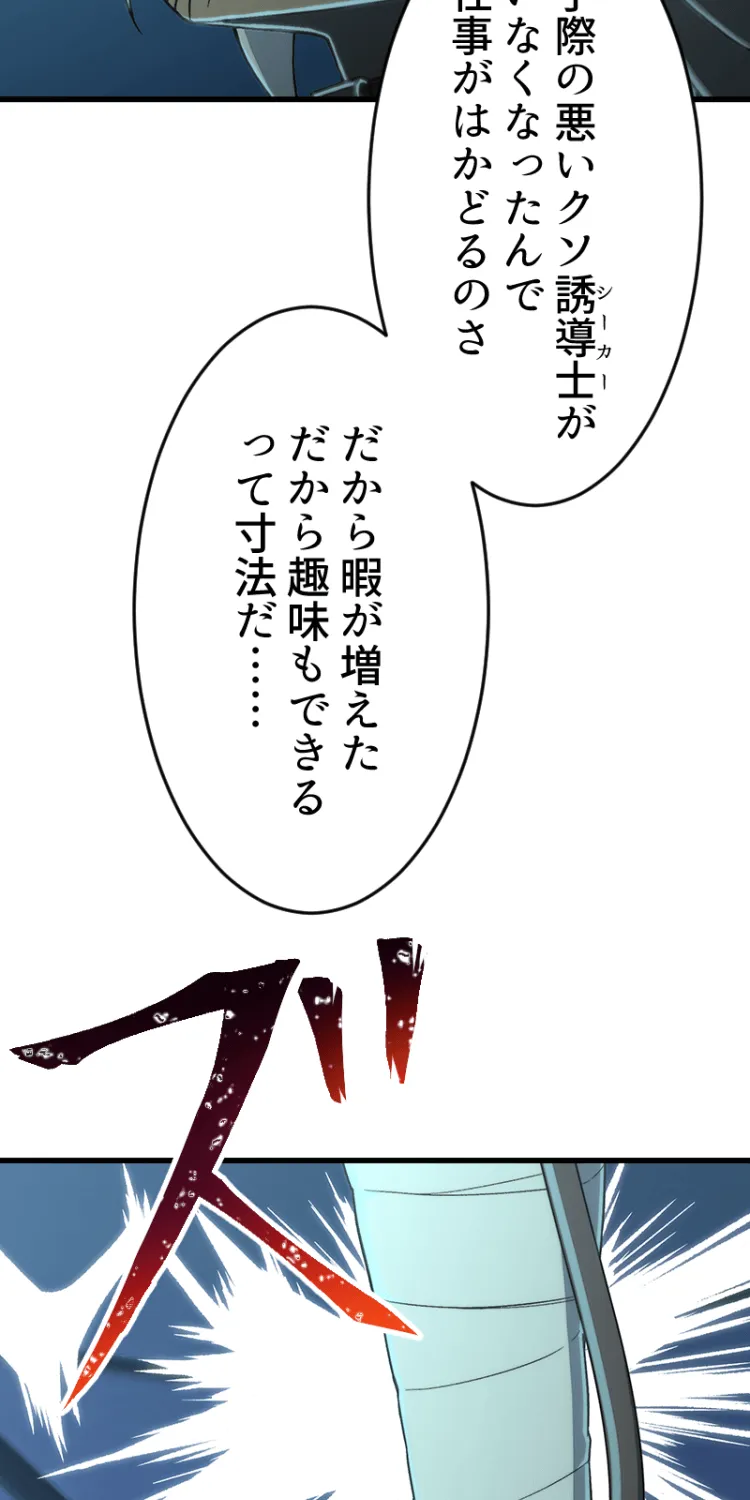 手際の悪いクソ誘導士が
シーカー
いなくなったんで
仕事がはかどるのさ
だから暇が増えた
だから趣味もできる
って寸法だ……
ズ